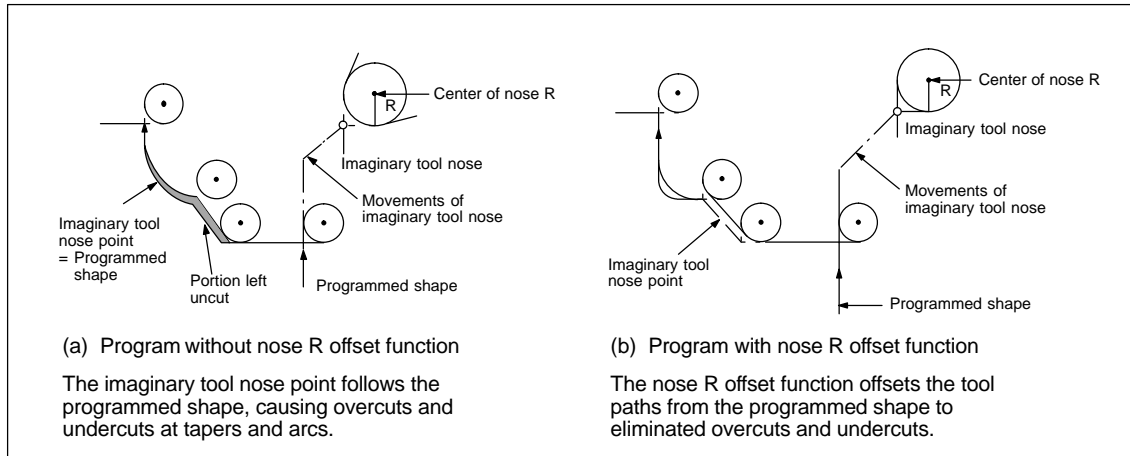 R
Center of nose R
Imaginary tool nose
Movements of
imaginary tool nose
Imaginary tool
nose point
= Programmed
shape
Portion left
uncut
Programmed shape
(a) Program without nose R offset function
The imaginary tool nose point follows the
programmed shape, causing overcuts and
undercuts at tapers and arcs.
R
Center of nose R
Imaginary tool nose
Movements of
imaginary tool nose
Imaginary tool
nose point
Programmed shape
(b) Program with nose R offset function
The nose R offset function offsets the tool
paths from the programmed shape to
eliminated overcuts and undercuts.